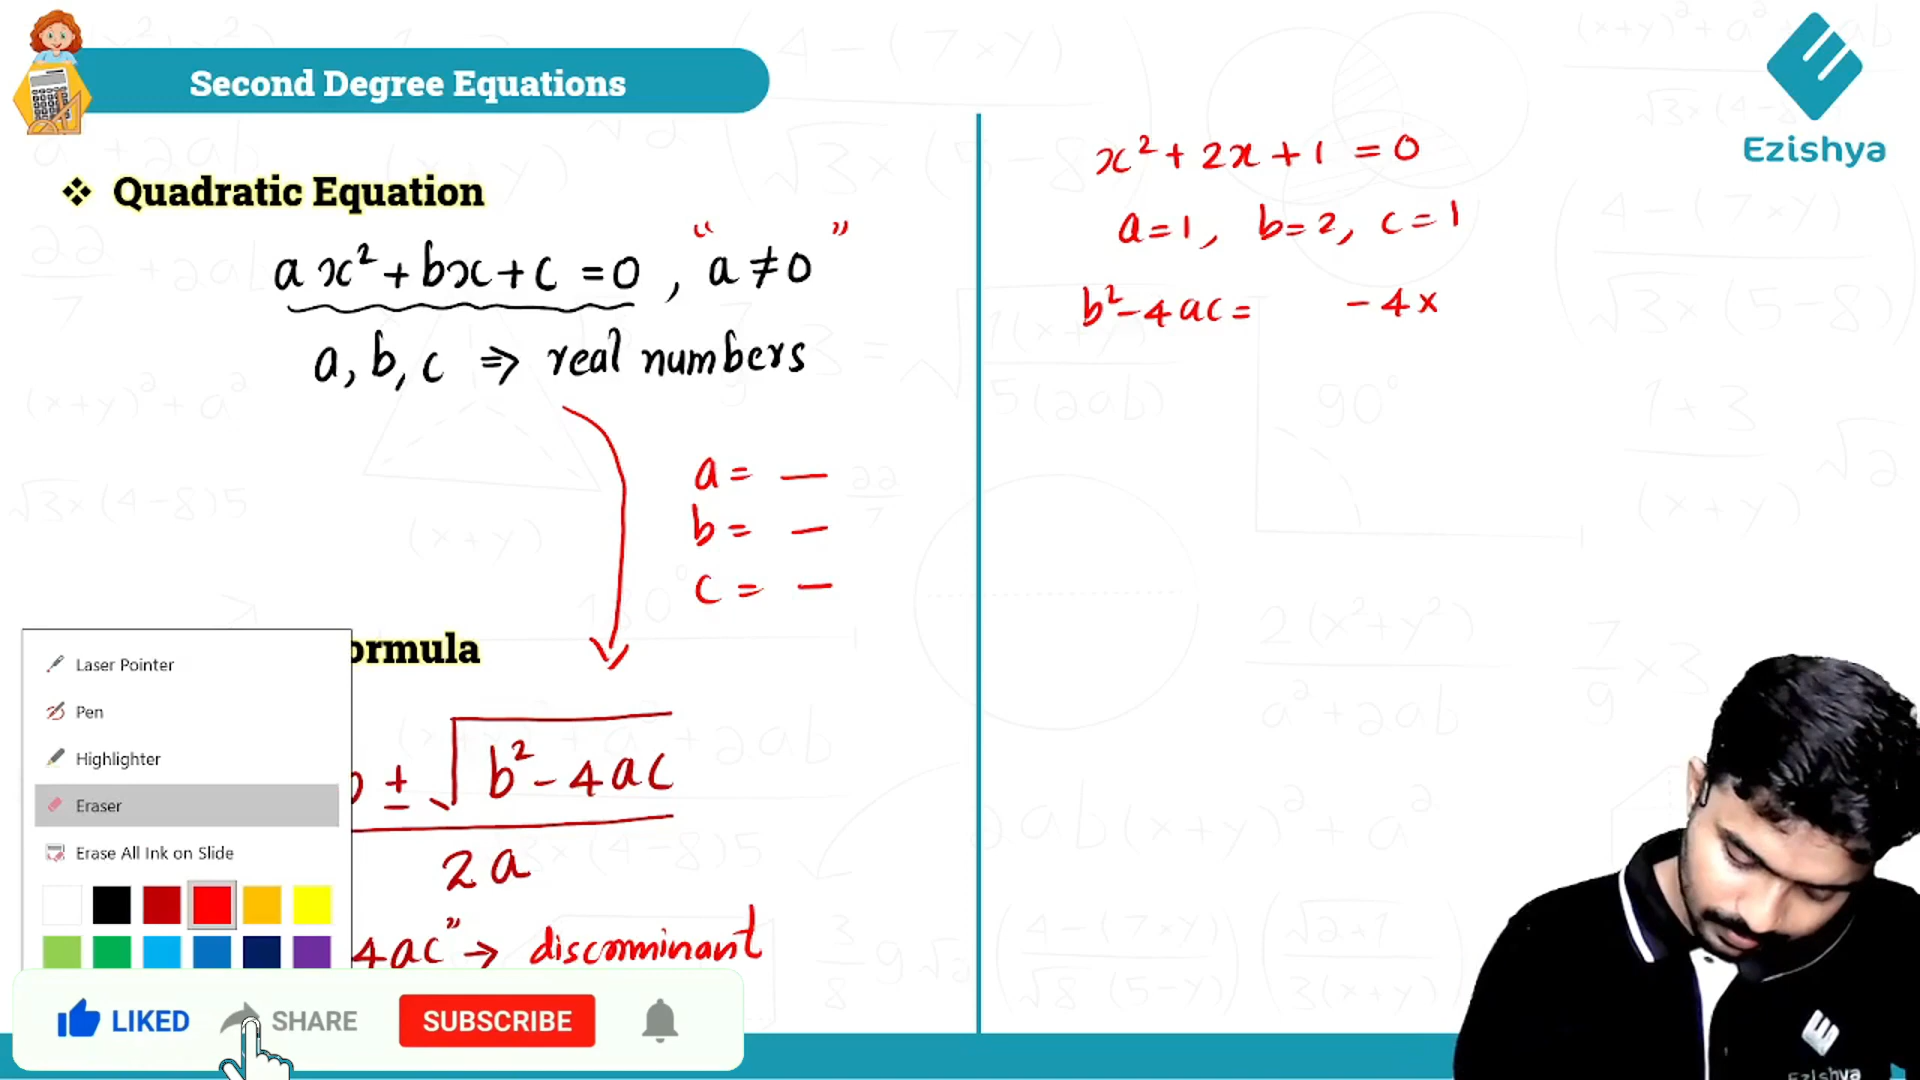 Second Degree Equations
Ezishya
❖ Quadratic Equation
ax² + bx + c = 0 , “a ≠ 0”
a, b, c ⇒ real numbers
a = —
b = —
c = —
ormula
b ± √b² - 4ac
2a
4ac” → discriminant
x² + 2x + 1 = 0
a = 1, b = 2, c = 1
b² - 4ac = - 4 ×
Laser Pointer
Pen
Highlighter
Eraser
Erase All Ink on Slide
LIKED SHARE SUBSCRIBE
Ezishya